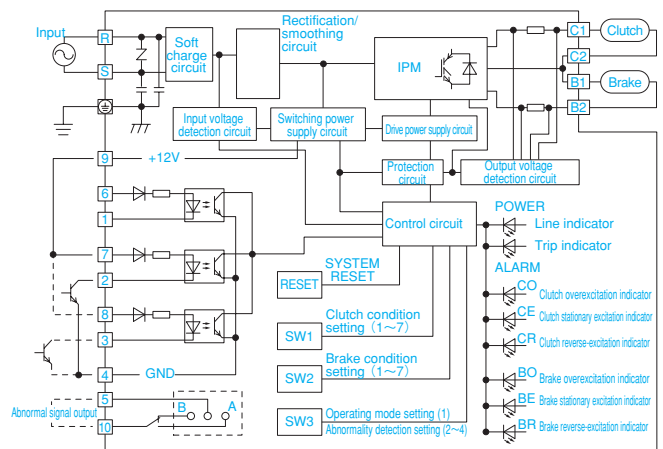 Input
R
S
Soft
charge
circuit
Rectification/
smoothing
circuit
IPM
C1
Clutch
C2
B1
Brake
B2
Input voltage
detection circuit
Switching power
supply circuit
Drive power supply circuit
Protection
circuit
Output voltage
detection circuit
9
+12V
6
1
7
2
8
3
4
GND
5
10
Abnormal signal output
B
A
Control circuit
RESET
SYSTEM
RESET
SW1
Clutch condition
setting (1~7)
SW2
Brake condition
setting (1~7)
SW3
Operating mode setting (1)
Abnormality detection setting (2~4)
POWER
Line indicator
Trip indicator
ALARM
CO Clutch overexcitation indicator
CE Clutch stationary excitation indicator
CR Clutch reverse-excitation indicator
BO Brake overexcitation indicator
BE Brake stationary excitation indicator
BR Brake reverse-excitation indicator